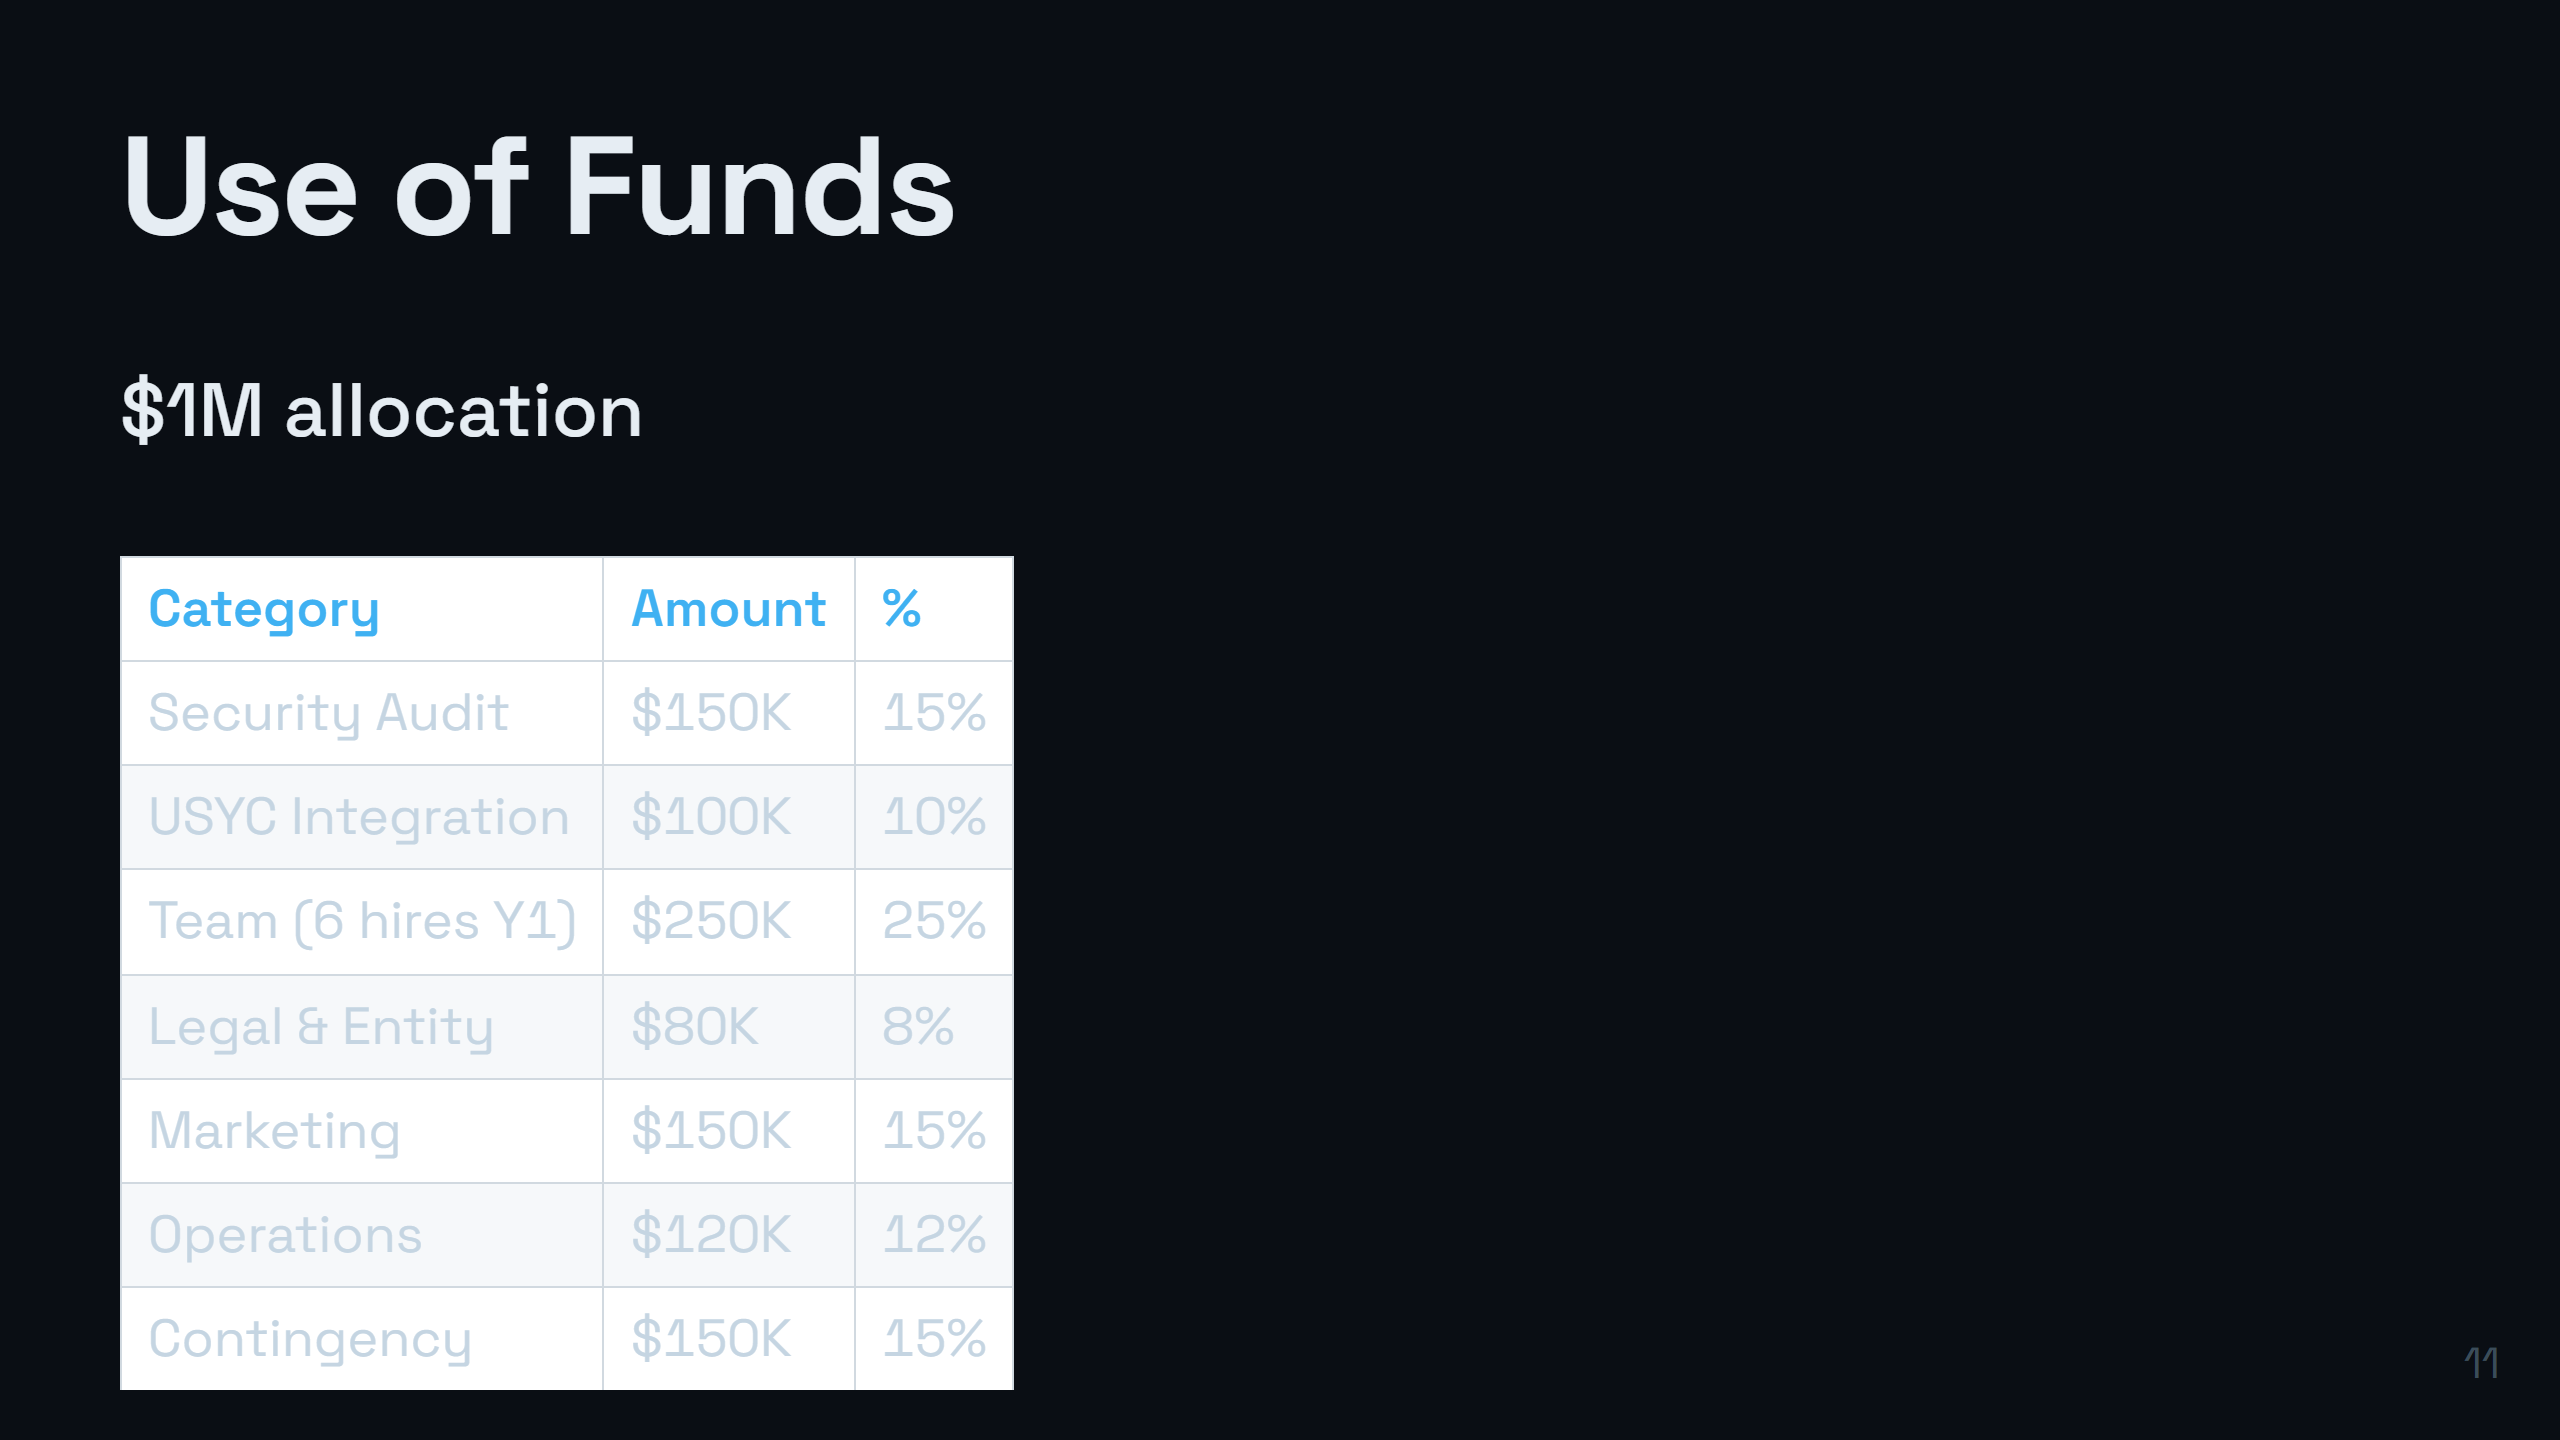 Use of Funds
$1M allocation
Category Amount %
Security Audit $150K 15%
USYC Integration $100K 10%
Team (6 hires Y1) $250K 25%
Legal & Entity $80K 8%
Marketing $150K 15%
Operations $120K 12%
Contingency $150K 15%
11